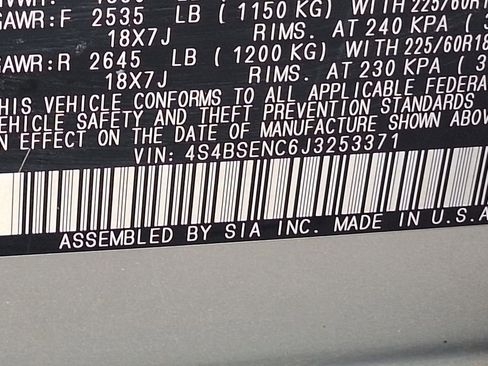 GAWR:F 2535 LB (1150 KG) WITH 225/60R18
18X7J RIMS. AT 240 KPA (
GAWR:R 2645 LB (1200 KG) WITH 225/60R18
18X7J RIMS. AT 230 KPA (3
THIS VEHICLE CONFORMS TO ALL APPLICABLE FEDERA
VEHICLE SAFETY AND THEFT PREVENTION STANDARDS
IN EFFECT ON THE DATE OF MANUFACTURE SHOWN ABOV
VIN: 4S4BSENC6J3253371
ASSEMBLED BY SIA INC. MADE IN U.S.A